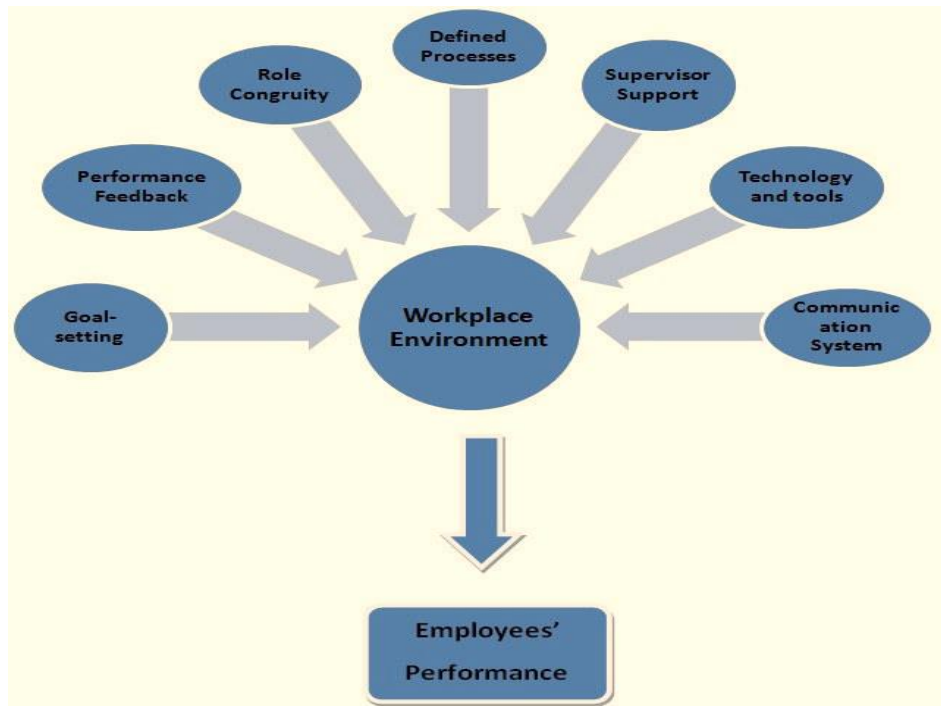 Defined
Processes
Role
Congruity
Supervisor
Support
Performance
Feedback
Technology
and tools
Goal-
setting
Workplace
Environment
Communic
ation
System
Employees’
Performance